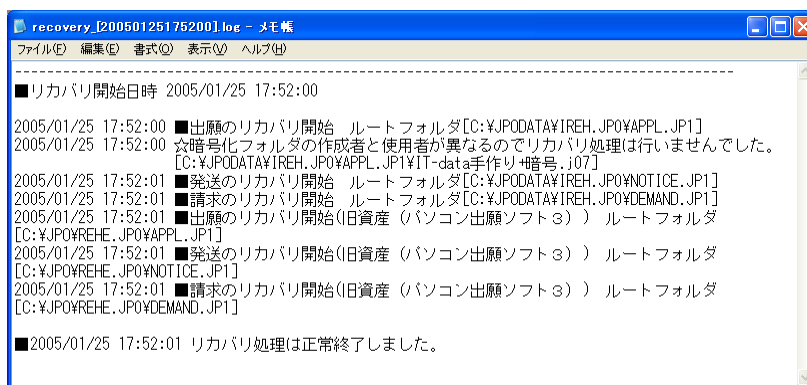 recovery_[20050125175200].log - メモ帳
ファイル(F) 編集(E) 書式(O) 表示(V) ヘルプ(H)
------------------------------------------------------------------------------------------
■リカバリ開始日時 2005/01/25 17:52:00
2005/01/25 17:52:00 ■出願のリカバリ開始 ルートフォルダ[C:¥JPODATA¥IREH.JPO¥APPL.JP1]
2005/01/25 17:52:00 ☆暗号化フォルダの作成者と使用者が異なるのでリカバリ処理は行いませんでした。
[C:¥JPODATA¥IREH.JPO¥APPL.JP1¥IT-data手作り+暗号.j07]
2005/01/25 17:52:01 ■発送のリカバリ開始 ルートフォルダ[C:¥JPODATA¥IREH.JPO¥NOTICE.JP1]
2005/01/25 17:52:01 ■請求のリカバリ開始 ルートフォルダ[C:¥JPODATA¥IREH.JPO¥DEMAND.JP1]
2005/01/25 17:52:01 ■出願のリカバリ開始(旧資産(パソコン出願ソフト3)) ルートフォルダ
[C:¥JPO¥REHE.JPO¥APPL.JP1]
2005/01/25 17:52:01 ■発送のリカバリ開始(旧資産(パソコン出願ソフト3)) ルートフォルダ
[C:¥JPO¥REHE.JPO¥NOTICE.JP1]
2005/01/25 17:52:01 ■請求のリカバリ開始(旧資産(パソコン出願ソフト3)) ルートフォルダ
[C:¥JPO¥REHE.JPO¥DEMAND.JP1]
■2005/01/25 17:52:01 リカバリ処理は正常終了しました。